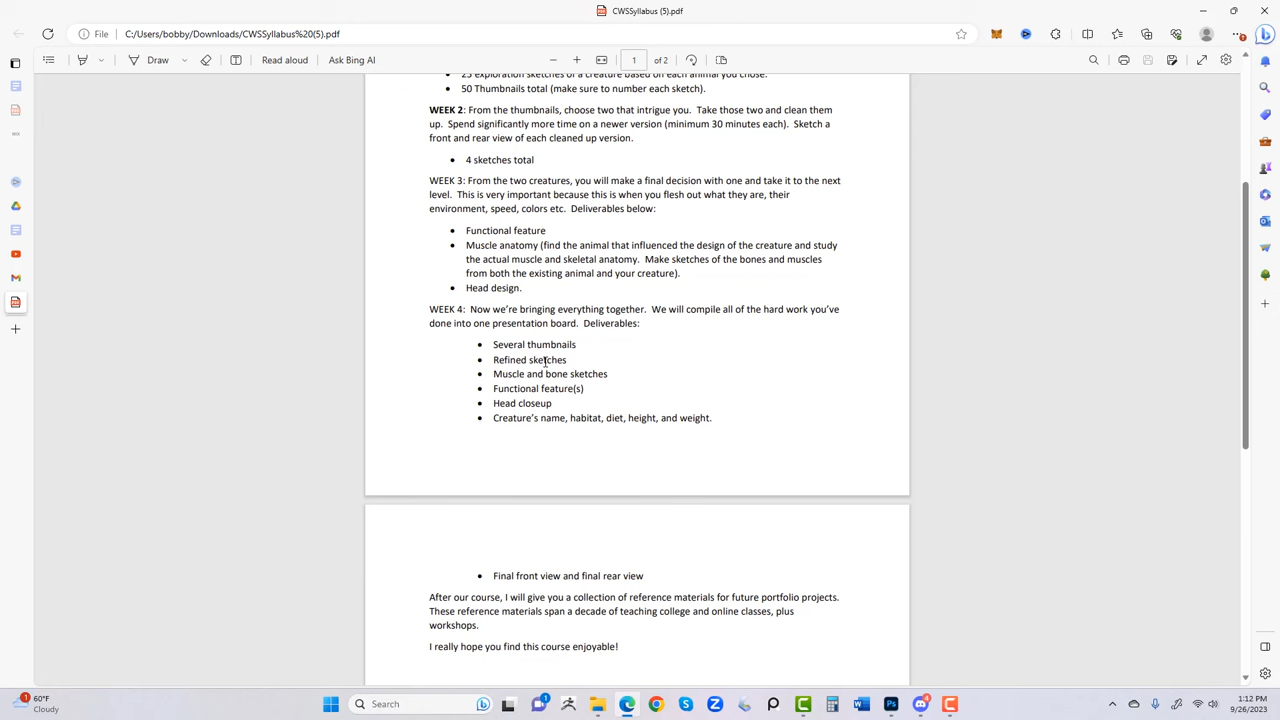 CWSSyllabus (5).pdf
File
C:/Users/bobby/Downloads/CWSSyllabus%20(5).pdf
Draw
Read aloud
Ask Bing AI
1
of 2
• 25 exploration sketches of a creature based on each animal you chose.
• 50 Thumbnails total (make sure to number each sketch).
WEEK 2: From the thumbnails, choose two that intrigue you. Take those two and clean them
up. Spend significantly more time on a newer version (minimum 30 minutes each). Sketch a
front and rear view of each cleaned up version.
• 4 sketches total
WEEK 3: From the two creatures, you will make a final decision with one and take it to the next
level. This is very important because this is when you flesh out what they are, their
environment, speed, colors etc. Deliverables below:
• Functional feature
• Muscle anatomy (find the animal that influenced the design of the creature and study
the actual muscle and skeletal anatomy. Make sketches of the bones and muscles
from both the existing animal and your creature).
• Head design.
WEEK 4: Now we're bringing everything together. We will compile all of the hard work you've
done into one presentation board. Deliverables:
• Several thumbnails
• Refined sketches
• Muscle and bone sketches
• Functional feature(s)
• Head closeup
• Creature's name, habitat, diet, height, and weight.
• Final front view and final rear view
After our course, I will give you a collection of reference materials for future portfolio projects.
These reference materials span a decade of teaching college and online classes, plus
workshops.
I really hope you find this course enjoyable!
1
60°F
Cloudy
Search
1
4
1:12 PM
9/26/2023